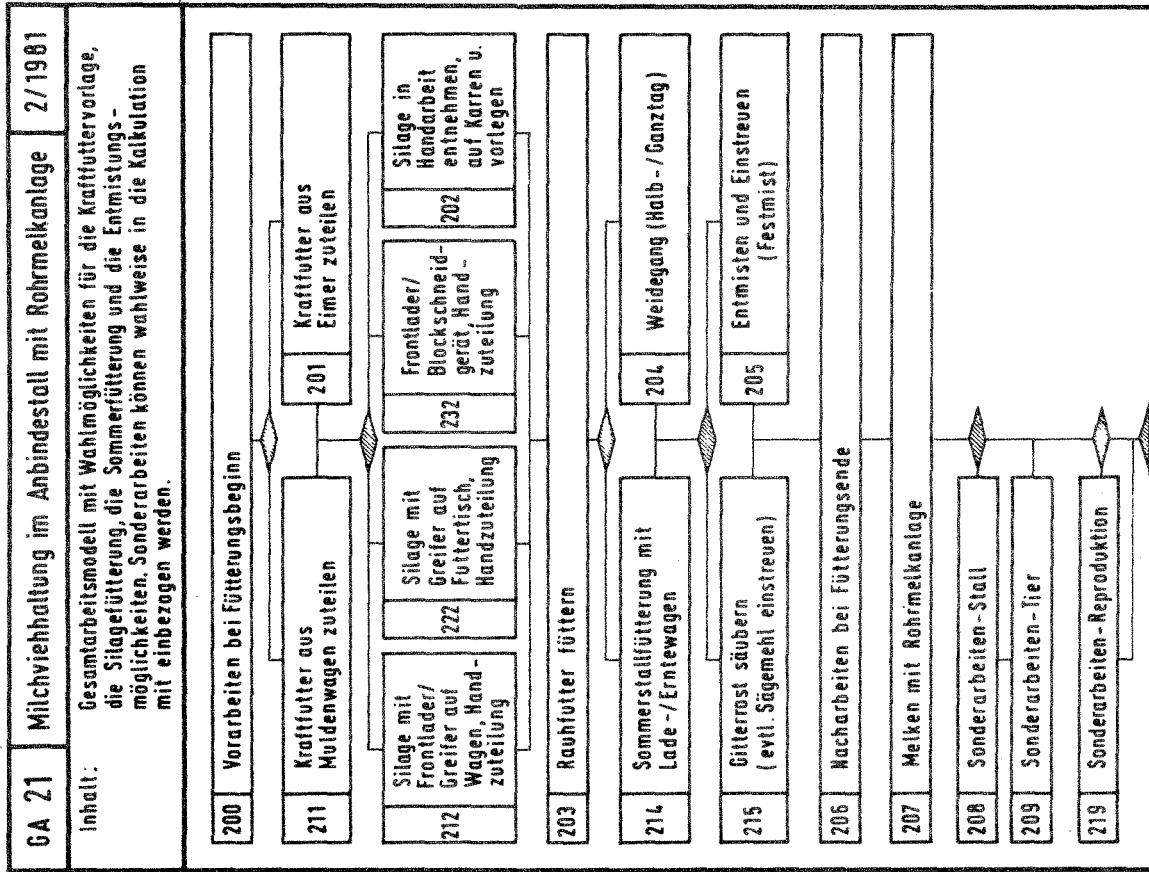 GA 21
Milchviehhaltung im Anbindestall mit Rohrmelkanlage
2/1981
Inhalt:
Gesamtarbeitsmodell mit Wahlmöglichkeiten für die Kraftfuttervorlage,
die Silagefütterung, die Sommerfütterung und die Entmistungs-
möglichkeiten. Sonderarbeiten können wahlweise in die Kalkulation
mit einbezogen werden.
200
Vorarbeiten bei Fütterungsbeginn
211
Kraftfutter aus
Muldenwagen zuteilen
201
Kraftfutter aus
Eimer zuteilen
212
Silage mit
Frontlader/
Greifer auf
Wagen, Hand-
zuteilung
222
Silage mit
Greifer auf
Futtertisch,
Handzuteilung
232
Frontlader/
Blockschneid-
gerät, Hand-
zuteilung
202
Silage in
Handarbeit
entnehmen,
auf Karren u.
vorlegen
203
Rauhfutter füttern
214
Sommerstallfütterung mit
Lade-/Erntewagen
204
Weidegang (Halb-/Ganztag)
215
Gitterrost säubern
(evtl. Sägemehl einstreuen)
205
Entmisten und Einstreuen
(Festmist)
206
Nacharbeiten bei Fütterungsende
207
Melken mit Rohrmelkanlage
208
Sonderarbeiten-Stall
209
Sonderarbeiten-Tier
219
Sonderarbeiten-Reproduktion